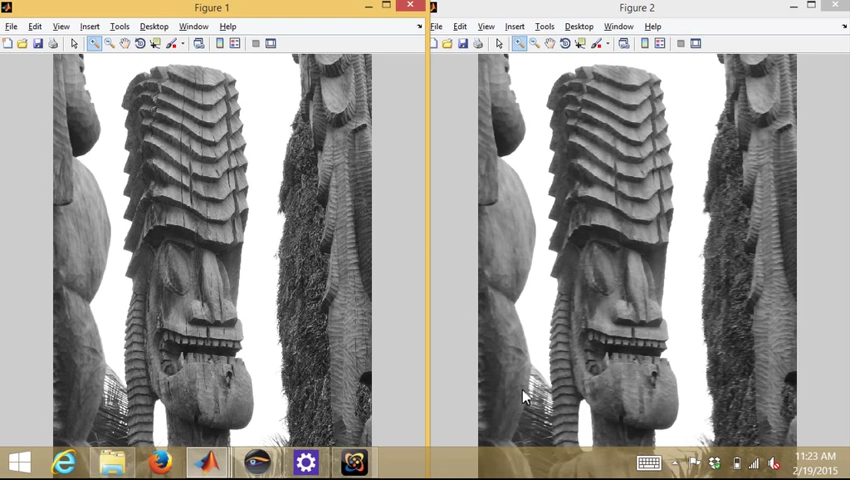 Figure 1
File Edit View Insert Tools Desktop Window Help
Figure 2
File Edit View Insert Tools Desktop Window Help
11:23 AM
2/19/2015